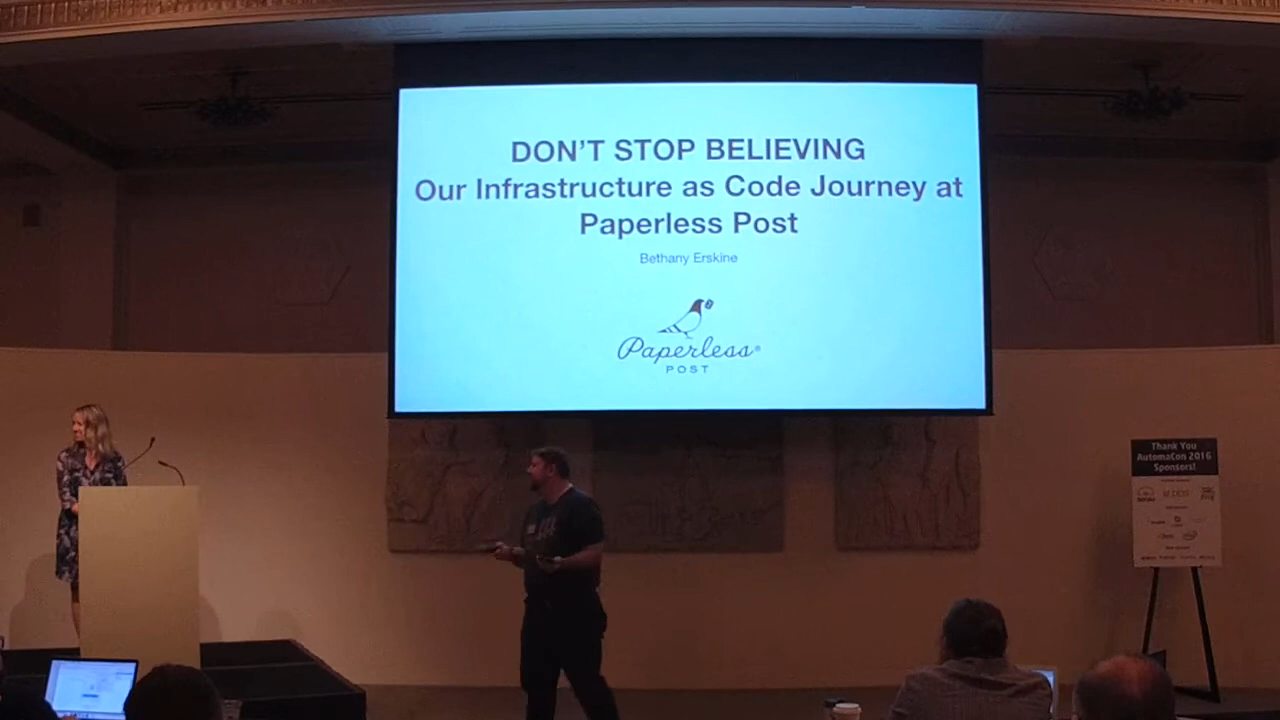 DON'T STOP BELIEVING
Our Infrastructure as Code Journey at
Paperless Post
Bethany Erskine
Paperless®
POST
Thank You
AutomaCon 2016
Sponsors!